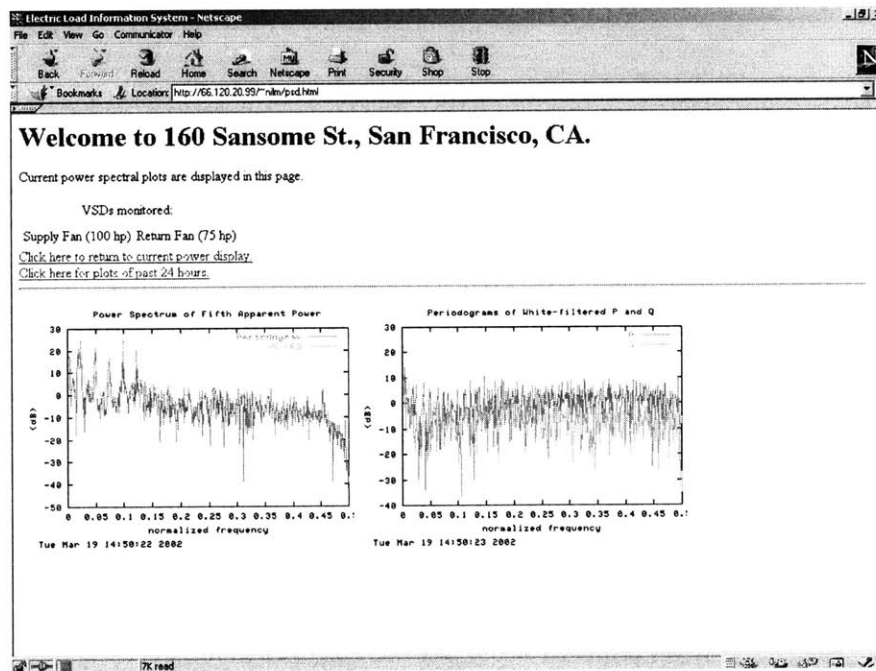 Electric Load Information System - Netscape
File Edit View Go Communicator Help
Back Forward Reload Home Search Netscape Print Security Shop Stop
Bookmarks Location: http://66.120.20.99/~nilm/psd.html
Welcome to 160 Sansome St., San Francisco, CA.
Current power spectral plots are displayed in this page.
VSDs monitored:
Supply Fan (100 hp) Return Fan (75 hp)
Click here to return to current power display.
Click here for plots of past 24 hours.
Power Spectrum of Fifth Apparent Power
30
20
10
0
-10
-20
-30
-40
-50
(dB)
0 0.05 0.1 0.15 0.2 0.25 0.3 0.35 0.4 0.45
normalized frequency
Tue Mar 19 14:50:22 2002
Periodograms of White-filtered P and Q
30
20
10
0
-10
-20
-30
-40
(dB)
0 0.05 0.1 0.15 0.2 0.25 0.3 0.35 0.4 0.45
normalized frequency
Tue Mar 19 14:50:23 2002
7K read